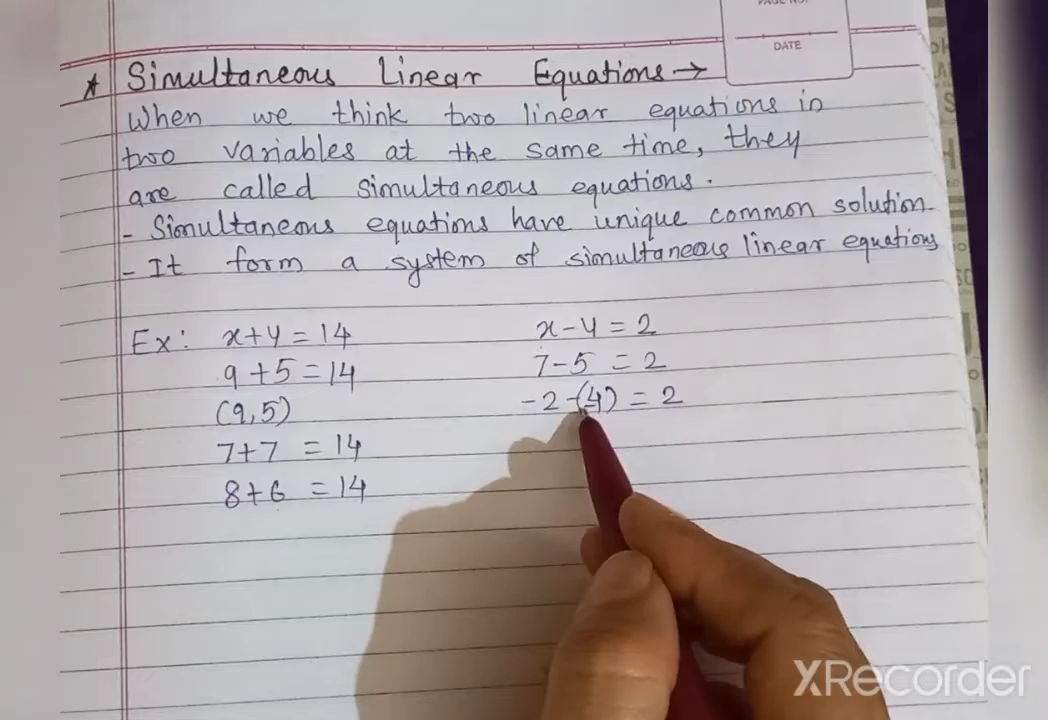 PAGE NO.
DATE
★ Simultaneous Linear Equations →
When we think two linear equations in
two variables at the same time, they
are called simultaneous equations.
- Simultaneous equations have unique common solution.
- It form a system of simultaneous linear equations
Ex: x+y = 14 x-y = 2
9+5 = 14 7-5 = 2
(9,5) -2-(4) = 2
7+7 = 14
8+6 = 14
XRecorder